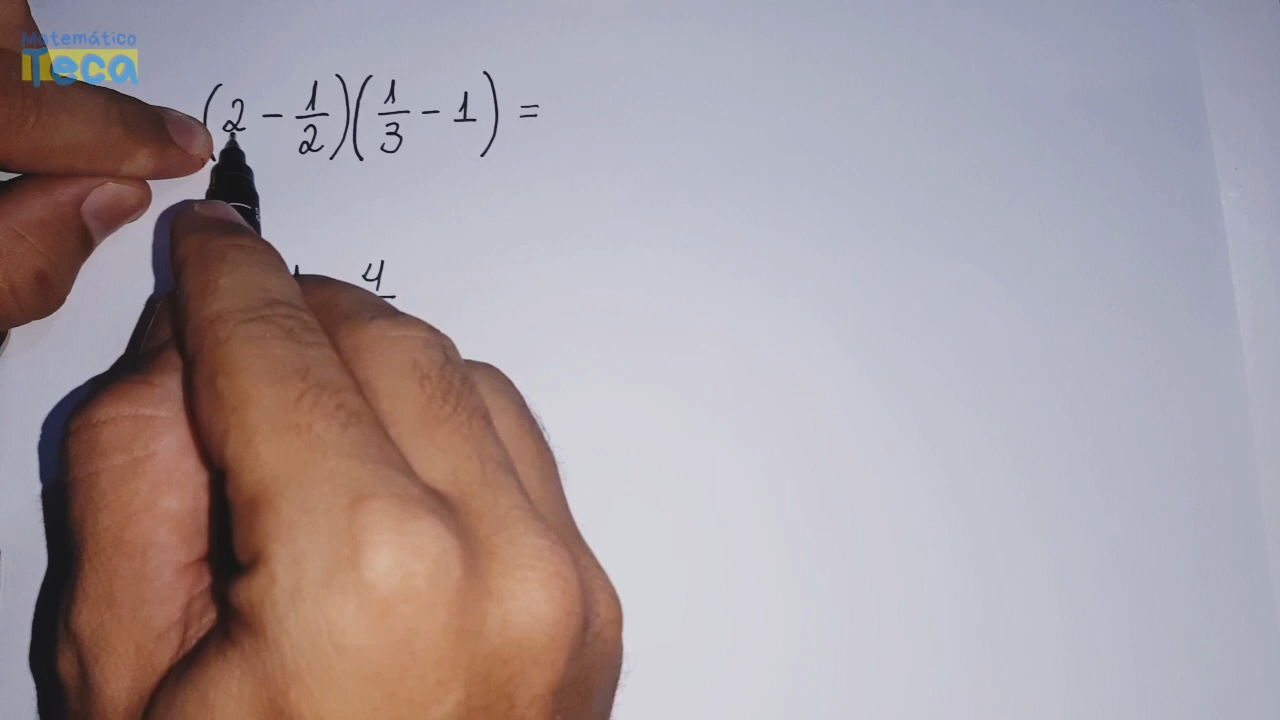 Matemático
Teca
(2 - 1/2)(1/3 - 1) =
4